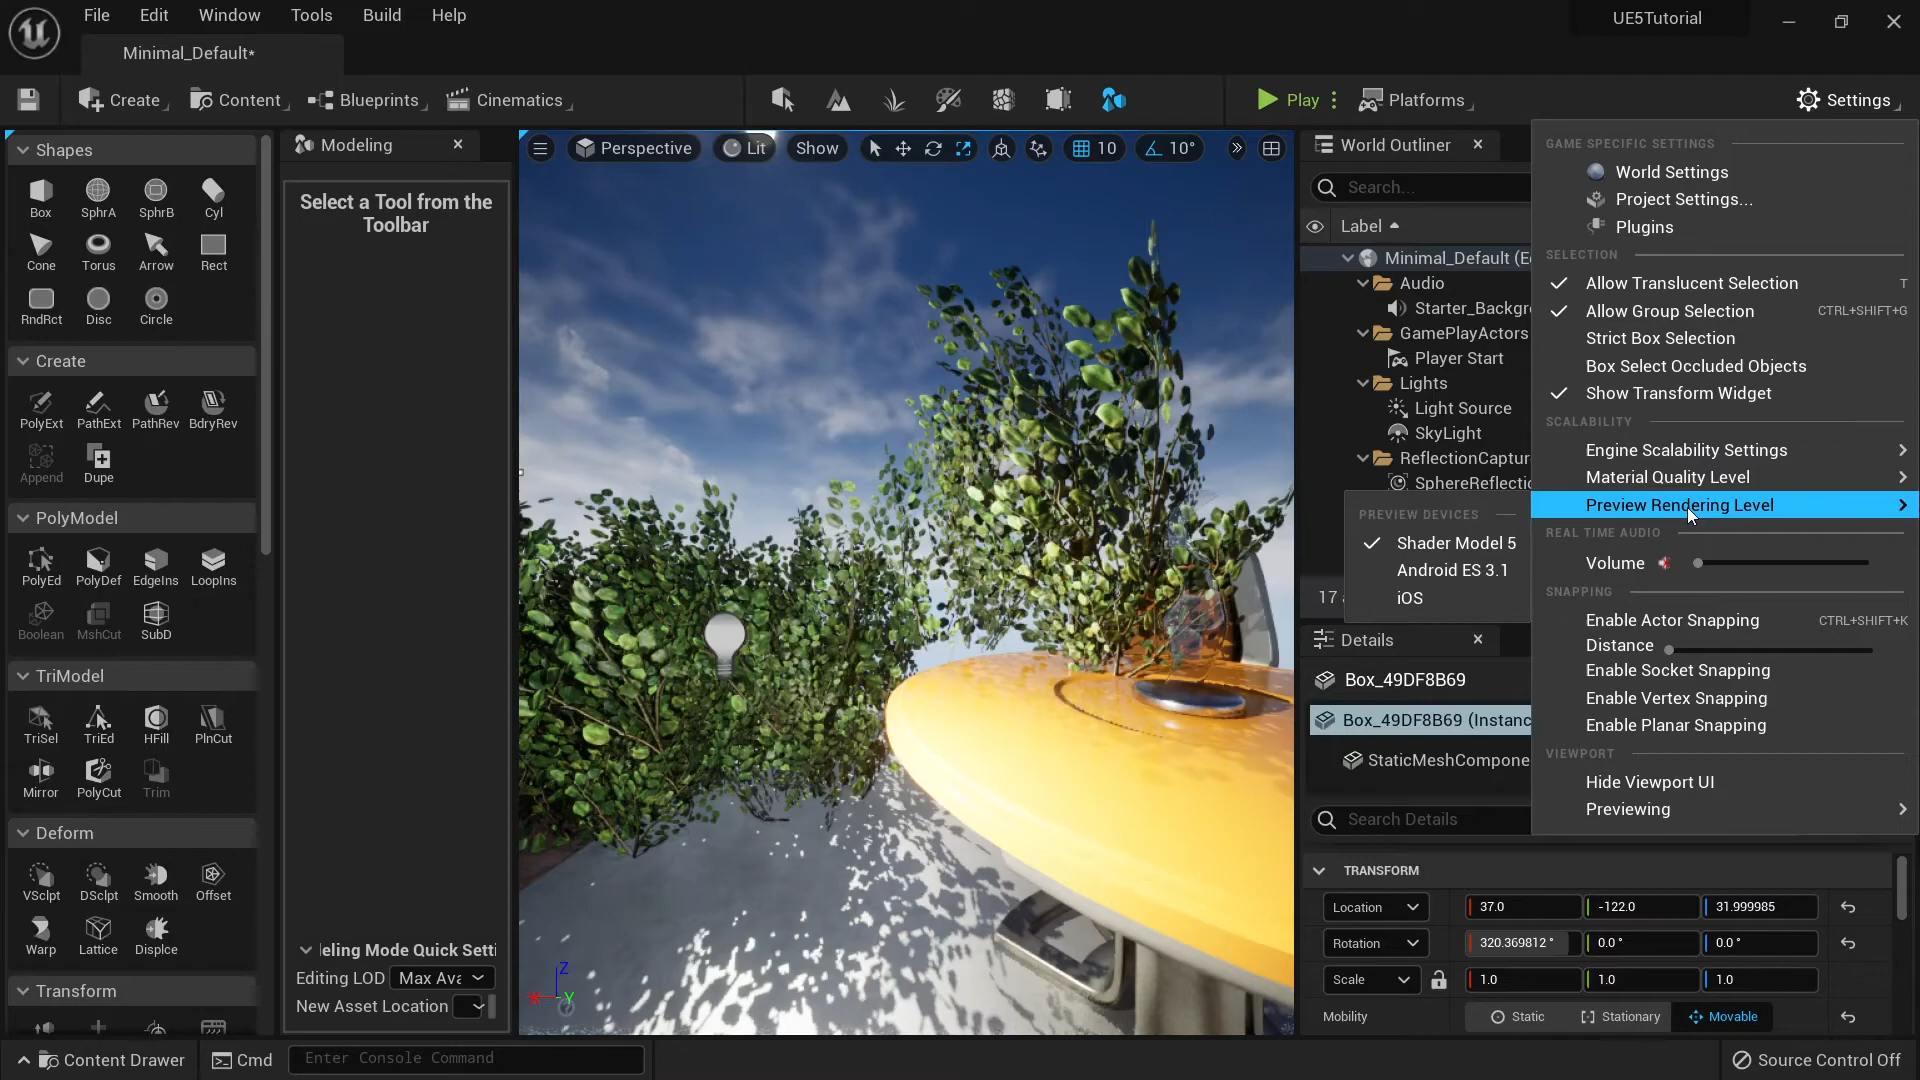 File Edit Window Tools Build Help
UE5Tutorial
Minimal_Default*
Create Content Blueprints Cinematics
Play Platforms Settings
Shapes
Box SphrA SphrB Cyl
Cone Torus Arrow Rect
RndRct Disc Circle
Create
PolyExt PathExt PathRev BdryRev
Append Dupe
PolyModel
PolyEd PolyDef EdgeIns LoopIns
Boolean MshCut SubD
TriModel
TriSel TriEd HFill PlnCut
Mirror PolyCut Trim
Deform
VSclpt DSclpt Smooth Offset
Warp Lattice Displce
Transform
Modeling
Select a Tool from the
Toolbar
eling Mode Quick Setti
Editing LOD Max Ava
New Asset Location
Perspective Lit Show 10 10°
Z
X Y
World Outliner
Search...
Label
Minimal_Default (E
Audio
Starter_Backgr
GamePlayActors
Player Start
Lights
Light Source
SkyLight
ReflectionCaptur
SphereReflectio
17
PREVIEW DEVICES
Shader Model 5
Android ES 3.1
iOS
GAME SPECIFIC SETTINGS
World Settings
Project Settings...
Plugins
SELECTION
Allow Translucent Selection T
Allow Group Selection CTRL+SHIFT+G
Strict Box Selection
Box Select Occluded Objects
Show Transform Widget
SCALABILITY
Engine Scalability Settings
Material Quality Level
Preview Rendering Level
REAL TIME AUDIO
Volume
SNAPPING
Enable Actor Snapping CTRL+SHIFT+K
Distance
Enable Socket Snapping
Enable Vertex Snapping
Enable Planar Snapping
VIEWPORT
Hide Viewport UI
Previewing
Details
Box_49DF8B69
Box_49DF8B69 (Instanc
StaticMeshCompone
Search Details
TRANSFORM
Location 37.0 -122.0 31.999985
Rotation 320.369812 ° 0.0 ° 0.0 °
Scale 1.0 1.0 1.0
Mobility Static Stationary Movable
Content Drawer Cmd Enter Console Command
Source Control Off